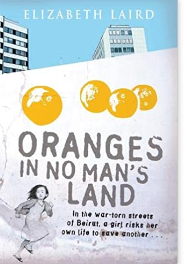 ELIZABETH LAIRD
ORANGES
IN NO MAN'S
LAND
In the war-torn streets
of Beirut, a girl risks her
own life to save another . . .